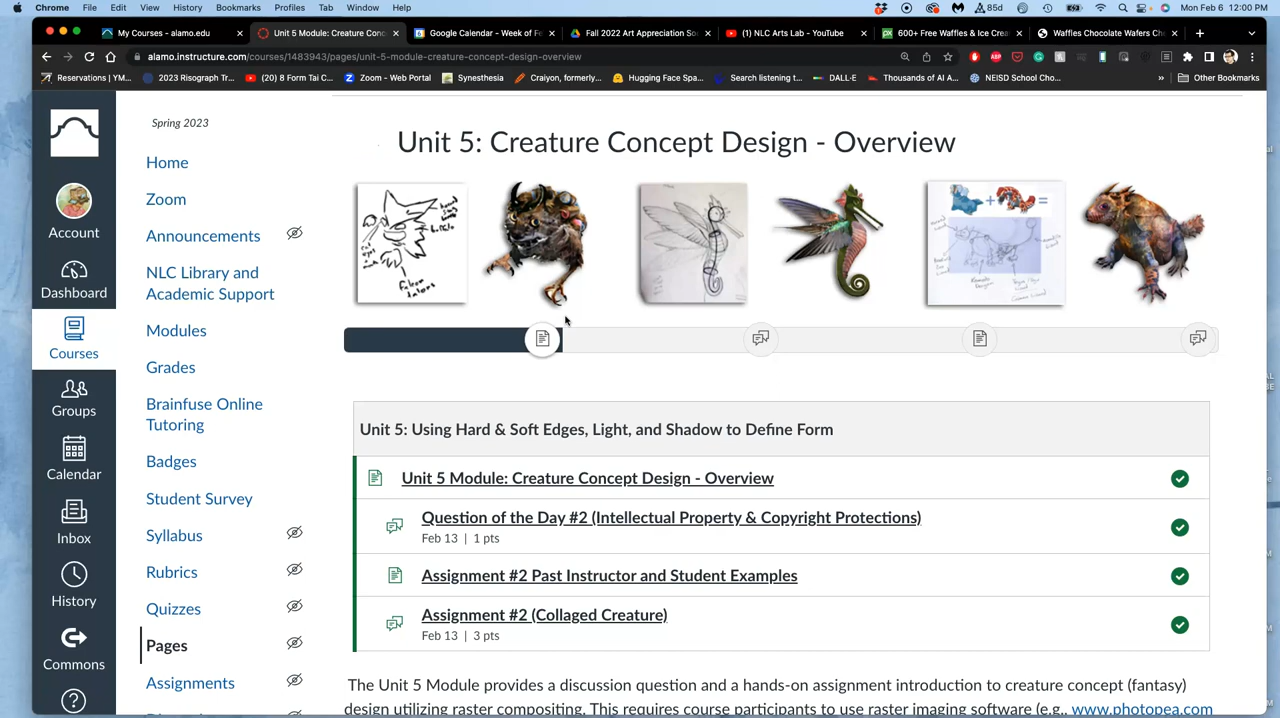 Chrome File Edit View History Bookmarks Profiles Tab Window Help 85d Mon Feb 6 12:00 PM
My Courses - alamo.edu Unit 5 Module: Creature Conce Google Calendar - Week of Fe Fall 2022 Art Appreciation So (1) NLC Arts Lab - YouTube 600+ Free Waffles & Ice Crea Waffles Chocolate Wafers Ch
alamo.instructure.com/courses/1483943/pages/unit-5-module-creature-concept-design-overview
Reservations | YM... 2023 Risograph Tr... (20) 8 Form Tai C... Zoom - Web Portal Synesthesia Craiyon, formerly... Hugging Face Spa... Search listening t... DALL-E Thousands of AI A... NEISD School Cho... » Other Bookmarks
Spring 2023
Home
Zoom
Announcements
NLC Library and
Academic Support
Modules
Grades
Brainfuse Online
Tutoring
Badges
Student Survey
Syllabus
Rubrics
Quizzes
Pages
Assignments
Account
Dashboard
Courses
Groups
Calendar
Inbox
History
Commons
Unit 5: Creature Concept Design - Overview
Unit 5: Using Hard & Soft Edges, Light, and Shadow to Define Form
Unit 5 Module: Creature Concept Design - Overview
Question of the Day #2 (Intellectual Property & Copyright Protections)
Feb 13 | 1 pts
Assignment #2 Past Instructor and Student Examples
Assignment #2 (Collaged Creature)
Feb 13 | 3 pts
The Unit 5 Module provides a discussion question and a hands-on assignment introduction to creature concept (fantasy)
design utilizing raster compositing. This requires course participants to use raster imaging software (e.g., www.photopea.com